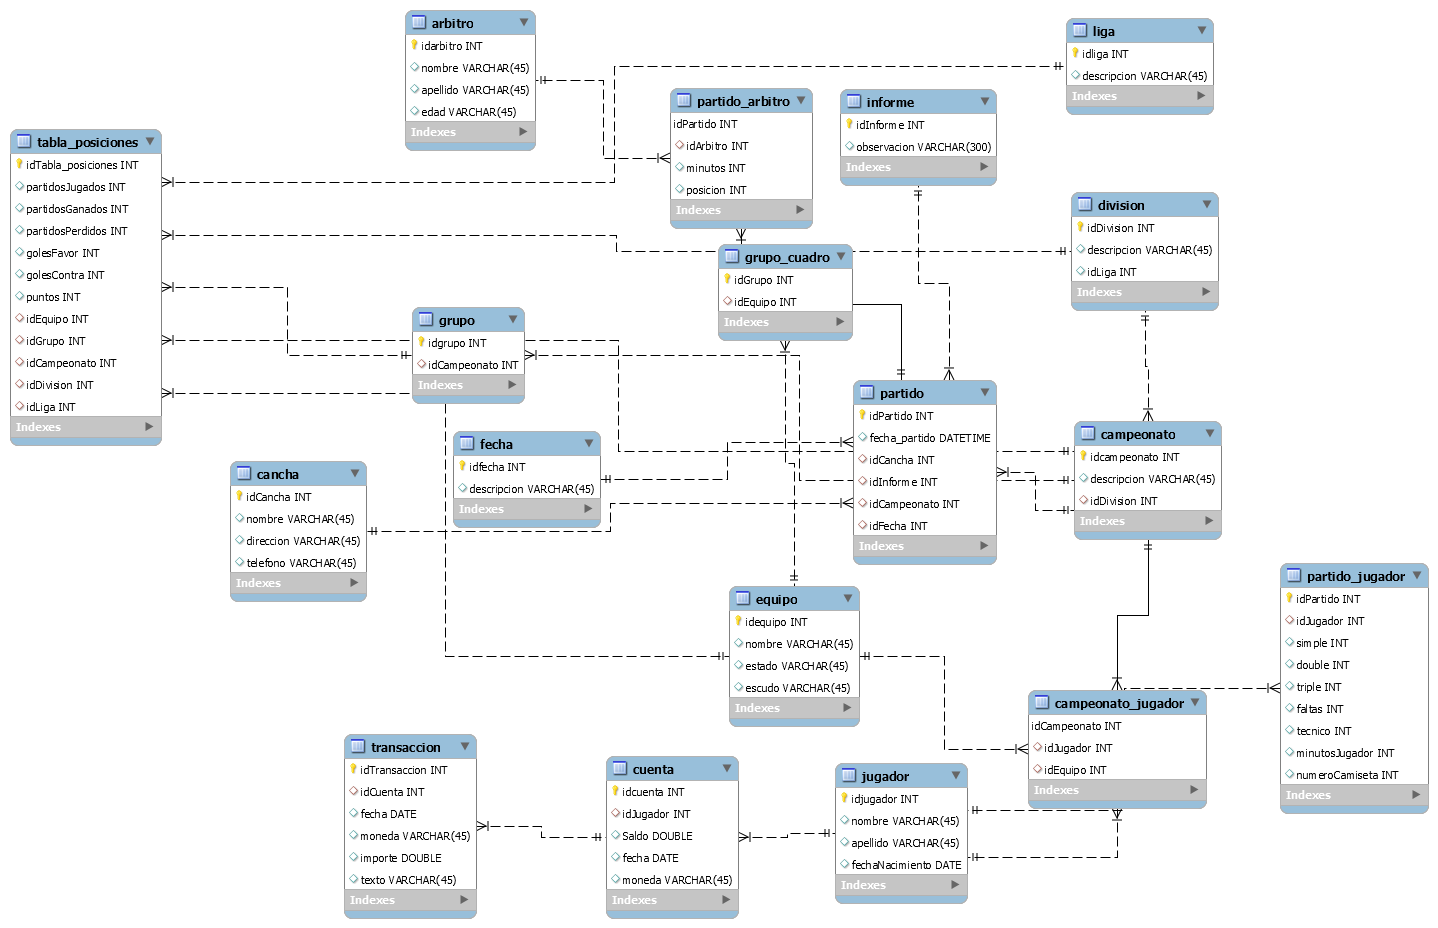 arbitro
idarbitro INT
nombre VARCHAR(45)
apellido VARCHAR(45)
edad VARCHAR(45)
Indexes
liga
idliga INT
descripcion VARCHAR(45)
Indexes
partido_arbitro
idPartido INT
idArbitro INT
minutos INT
posicion INT
Indexes
informe
idInforme INT
observacion VARCHAR(300)
Indexes
tabla_posiciones
idTabla_posiciones INT
partidosJugados INT
partidosGanados INT
partidosPerdidos INT
golesFavor INT
golesContra INT
puntos INT
idEquipo INT
idGrupo INT
idCampeonato INT
idDivision INT
idLiga INT
Indexes
division
idDivision INT
descripcion VARCHAR(45)
idLiga INT
Indexes
grupo_cuadro
idGrupo INT
idEquipo INT
Indexes
grupo
idgrupo INT
idCampeonato INT
Indexes
partido
idPartido INT
fecha_partido DATETIME
idCancha INT
idInforme INT
idCampeonato INT
idFecha INT
Indexes
campeonato
idcampeonato INT
descripcion VARCHAR(45)
idDivision INT
Indexes
fecha
idfecha INT
descripcion VARCHAR(45)
Indexes
cancha
idCancha INT
nombre VARCHAR(45)
direccion VARCHAR(45)
telefono VARCHAR(45)
Indexes
equipo
idequipo INT
nombre VARCHAR(45)
estado VARCHAR(45)
escudo VARCHAR(45)
Indexes
partido_jugador
idPartido INT
idJugador INT
simple INT
double INT
triple INT
faltas INT
tecnico INT
minutosJugador INT
numeroCamiseta INT
Indexes
campeonato_jugador
idCampeonato INT
idJugador INT
idEquipo INT
Indexes
transaccion
idTransaccion INT
idCuenta INT
fecha DATE
moneda VARCHAR(45)
importe DOUBLE
texto VARCHAR(45)
Indexes
cuenta
idcuenta INT
idJugador INT
Saldo DOUBLE
fecha DATE
moneda VARCHAR(45)
Indexes
jugador
idjugador INT
nombre VARCHAR(45)
apellido VARCHAR(45)
fechaNacimiento DATE
Indexes